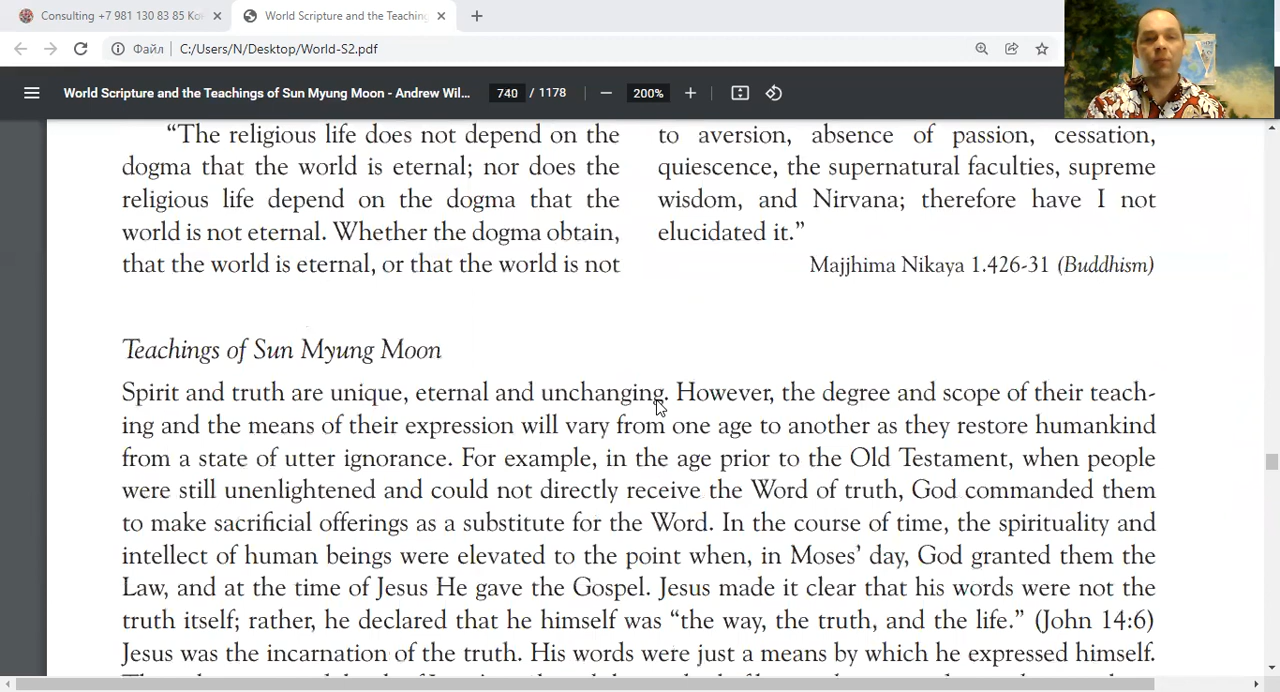 Consulting +7 981 130 83 85 Ko
World Scripture and the Teaching
Файл
C:/Users/N/Desktop/World-S2.pdf
World Scripture and the Teachings of Sun Myung Moon - Andrew Wil...
740 / 1178
200%
“The religious life does not depend on the
dogma that the world is eternal; nor does the
religious life depend on the dogma that the
world is not eternal. Whether the dogma obtain,
that the world is eternal, or that the world is not
to aversion, absence of passion, cessation,
quiescence, the supernatural faculties, supreme
wisdom, and Nirvana; therefore have I not
elucidated it.”
Majjhima Nikaya 1.426-31 (Buddhism)
Teachings of Sun Myung Moon
Spirit and truth are unique, eternal and unchanging. However, the degree and scope of their teach-
ing and the means of their expression will vary from one age to another as they restore humankind
from a state of utter ignorance. For example, in the age prior to the Old Testament, when people
were still unenlightened and could not directly receive the Word of truth, God commanded them
to make sacrificial offerings as a substitute for the Word. In the course of time, the spirituality and
intellect of human beings were elevated to the point when, in Moses’ day, God granted them the
Law, and at the time of Jesus He gave the Gospel. Jesus made it clear that his words were not the
truth itself; rather, he declared that he himself was “the way, the truth, and the life.” (John 14:6)
Jesus was the incarnation of the truth. His words were just a means by which he expressed himself.